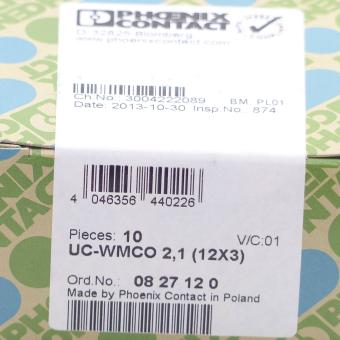 PHOENIX
CONTACT
D-32825 Blomberg
www.phoenixcontact.com
Ch.No.: 3004222089 BM. PL01
Date: 2013-10-30 Insp.No.: 874
4 046356 440226
Pieces: 10 V/C:01
UC-WMCO 2,1 (12X3)
Ord.No.: 08 27 12 0
Made by Phoenix Contact in Poland